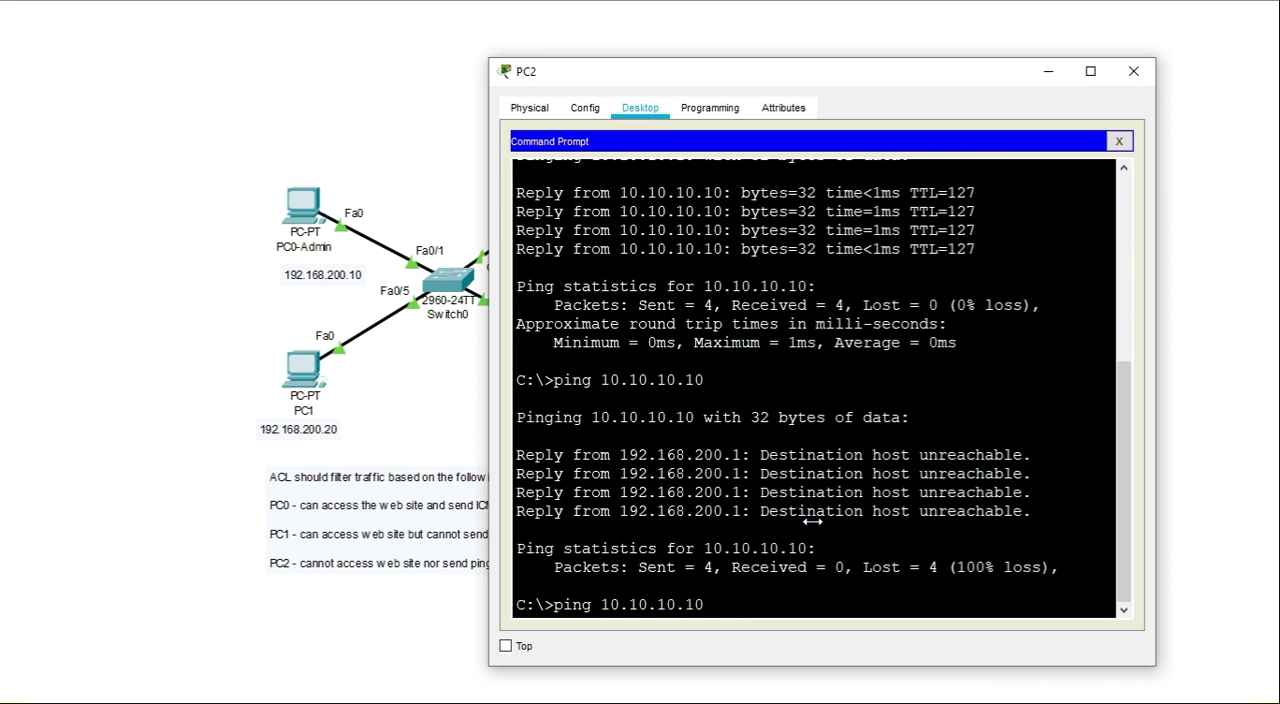 PC2
Physical
Config
Desktop
Programming
Attributes
Command Prompt
X
Reply from 10.10.10.10: bytes=32 time<1ms TTL=127
Reply from 10.10.10.10: bytes=32 time=1ms TTL=127
Reply from 10.10.10.10: bytes=32 time=1ms TTL=127
Reply from 10.10.10.10: bytes=32 time<1ms TTL=127
Ping statistics for 10.10.10.10:
Packets: Sent = 4, Received = 4, Lost = 0 (0% loss),
Approximate round trip times in milli-seconds:
Minimum = 0ms, Maximum = 1ms, Average = 0ms
C:\>ping 10.10.10.10
Pinging 10.10.10.10 with 32 bytes of data:
Reply from 192.168.200.1: Destination host unreachable.
Reply from 192.168.200.1: Destination host unreachable.
Reply from 192.168.200.1: Destination host unreachable.
Reply from 192.168.200.1: Destination host unreachable.
Ping statistics for 10.10.10.10:
Packets: Sent = 4, Received = 0, Lost = 4 (100% loss),
C:\>ping 10.10.10.10
Top
Fa0
PC-PT
PC0-Admin
192.168.200.10
Fa0/1
Fa0/5
2960-24TT
Switch0
Fa0
PC-PT
PC1
192.168.200.20
ACL should filter traffic based on the follow
PC0 - can access the web site and send
PC1 - can access web site but cannot send
PC2 - cannot access web site nor send ping